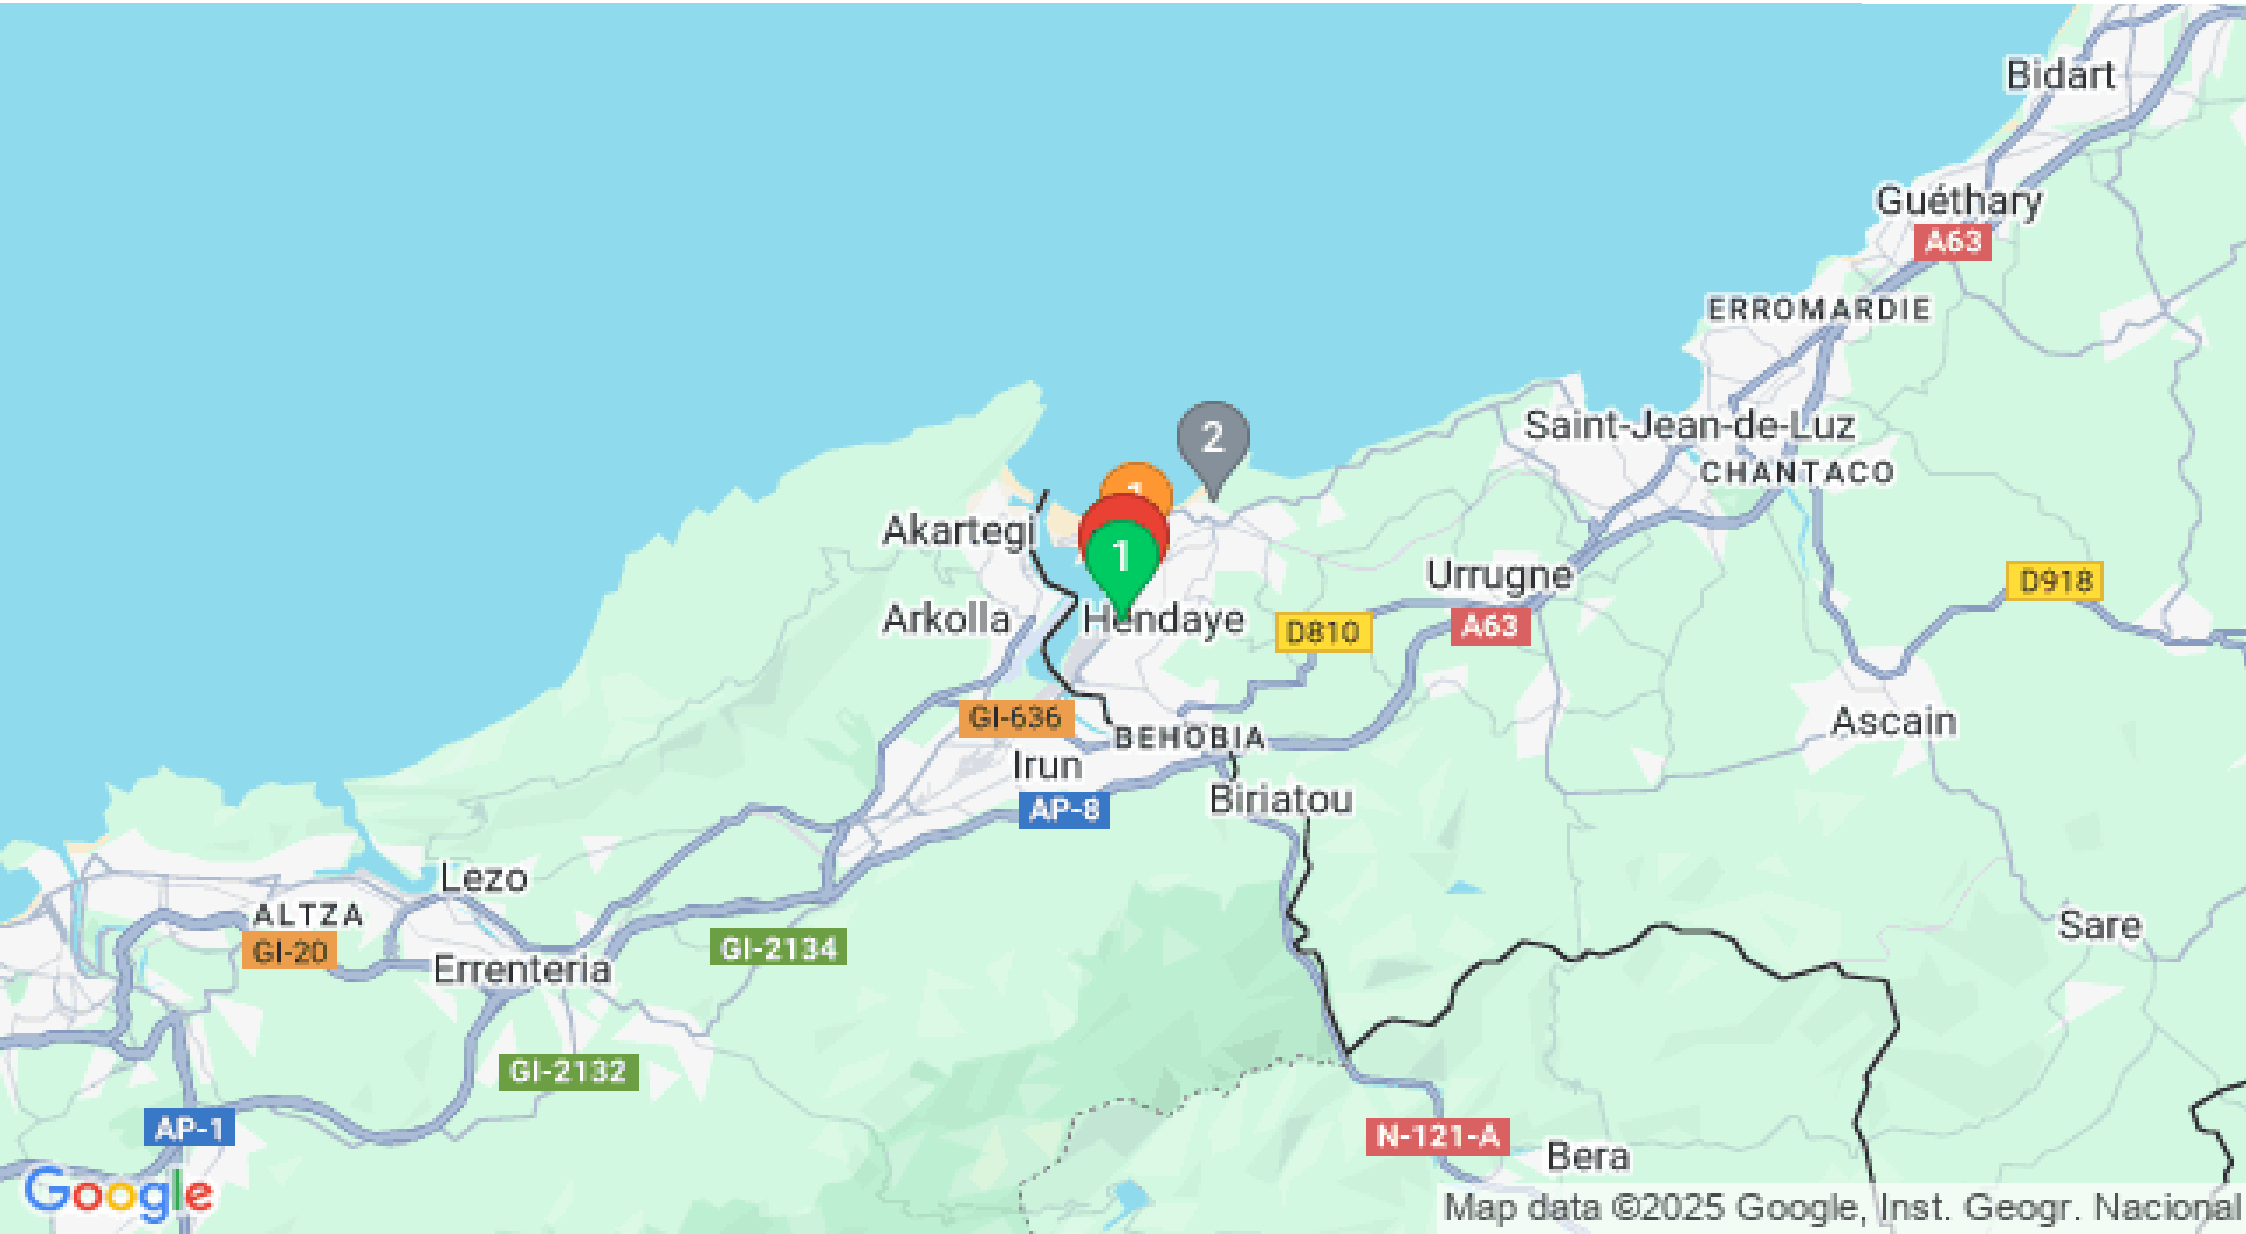 Bidart
Guéthary
A63
ERROMARDIE
Saint-Jean-de-Luz
2
CHANTACO
1
Akartegi
1
Urrugne
D918
Arkolla
Hendaye
D810
A63
GI-636
Ascain
BEHOBIA
Irun
Biriatou
AP-8
Lezo
ALTZA
Sare
GI-20
GI-2134
Errenteria
GI-2132
AP-1
N-121-A
Bera
Google
Map data ©2025 Google, Inst. Geogr. Nacional